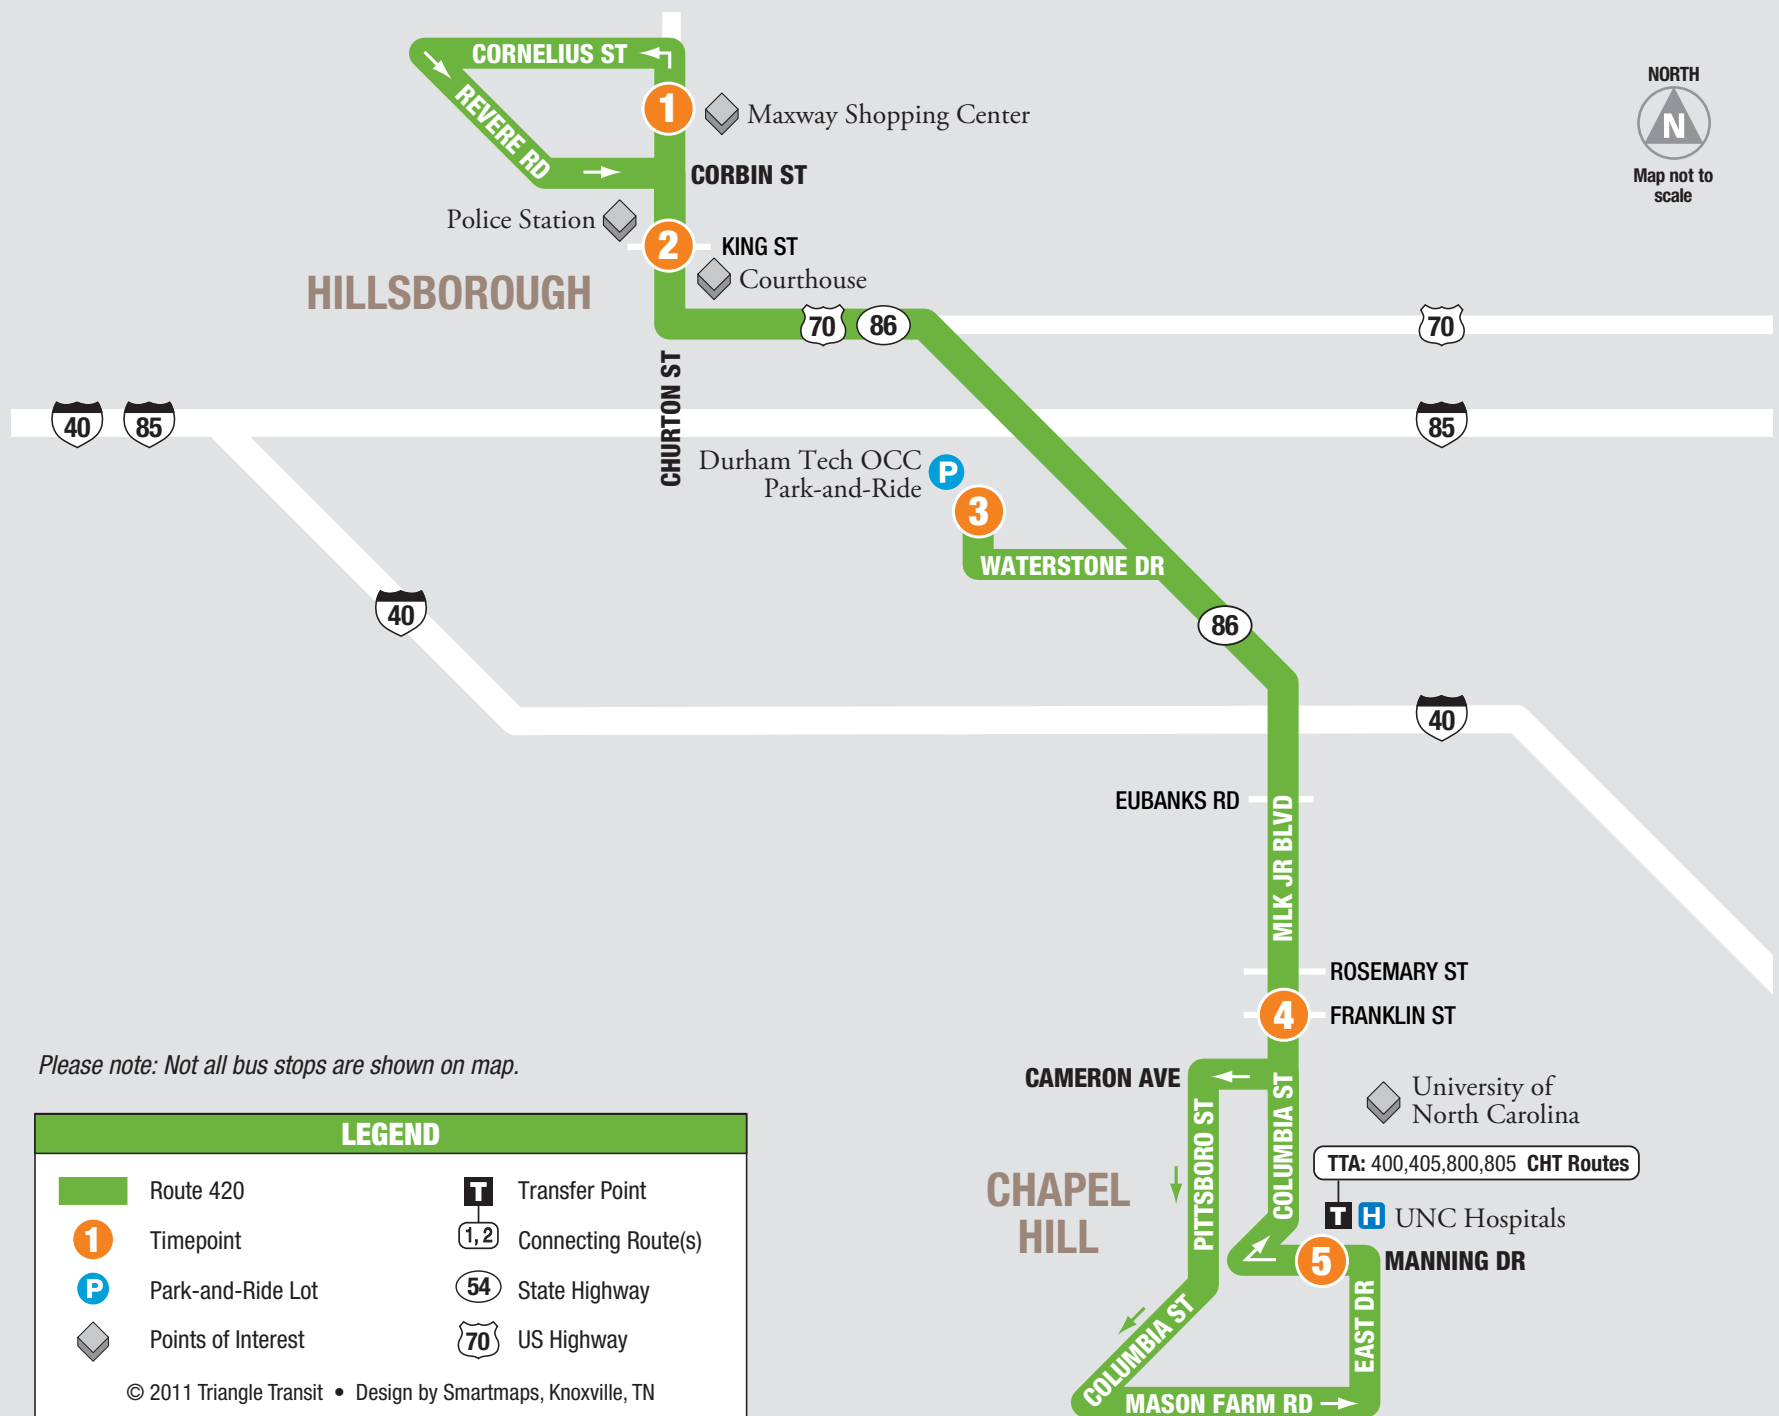 CORNELIUS ST
REVERE RD
1
Maxway Shopping Center
CORBIN ST
Police Station
2
KING ST
Courthouse
HILLSBOROUGH
NORTH
N
Map not to
scale
70
86
70
CHURTON ST
40
85
85
Durham Tech OCC
Park-and-Ride
P
3
WATERSTONE DR
40
86
40
EUBANKS RD
MLK JR BLVD
ROSEMARY ST
4
FRANKLIN ST
CAMERON AVE
PITTSBORO ST
COLUMBIA ST
University of
North Carolina
TTA: 400,405,800,805 CHT Routes
T
H
UNC Hospitals
CHAPEL
HILL
5
MANNING DR
EAST DR
COLUMBIA ST
MASON FARM RD
Please note: Not all bus stops are shown on map.
LEGEND
Route 420
1
Timepoint
P
Park-and-Ride Lot
Points of Interest
T
Transfer Point
1, 2
Connecting Route(s)
54
State Highway
70
US Highway
© 2011 Triangle Transit • Design by Smartmaps, Knoxville, TN